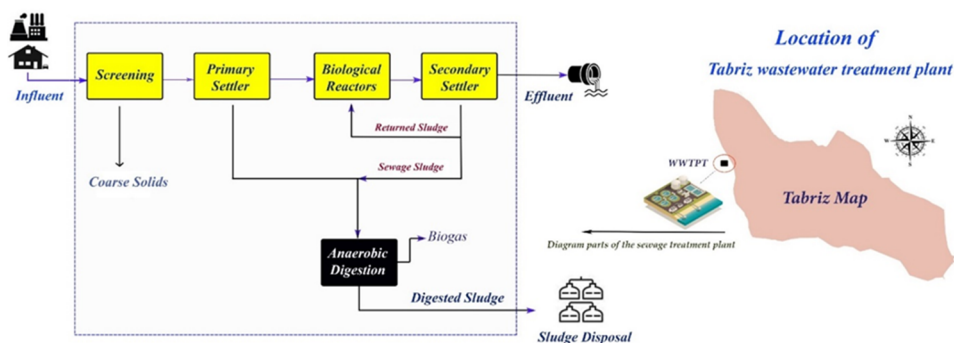 Influent
Screening
Primary
Settler
Biological
Reactors
Secondary
Settler
Effluent
Returned Sludge
Sewage Sludge
Coarse Solids
Anaerobic
Digestion
Biogas
Digested Sludge
Sludge Disposal
Location of
Tabriz wastewater treatment plant
N
W
E
S
WWTPT
Tabriz Map
Diagram parts of the sewage treatment plant